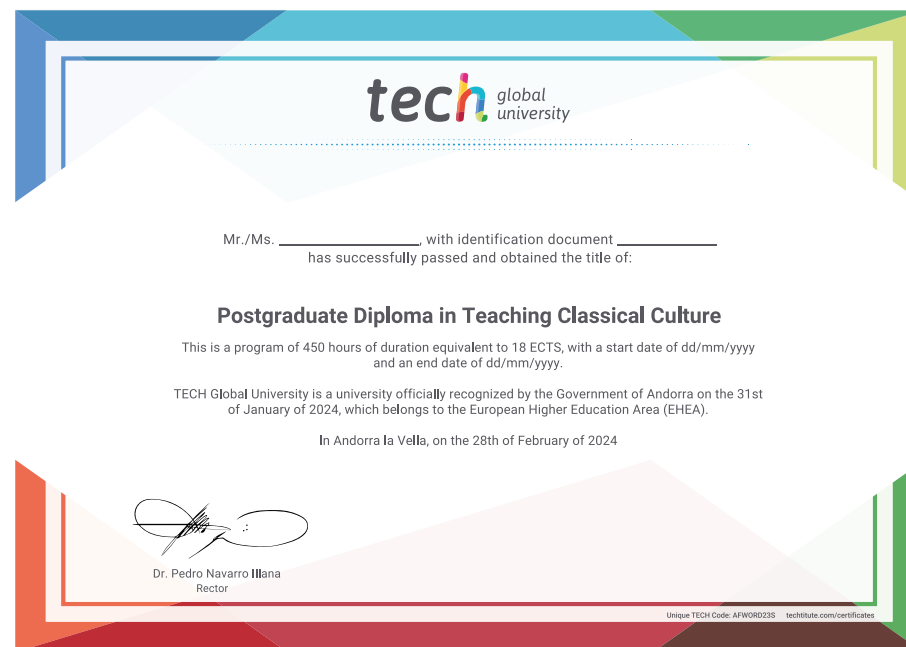 tech global
university
Mr./Ms. ____________, with identification document ____________
has successfully passed and obtained the title of:
Postgraduate Diploma in Teaching Classical Culture
This is a program of 450 hours of duration equivalent to 18 ECTS, with a start date of dd/mm/yyyy
and an end date of dd/mm/yyyy.
TECH Global University is a university officially recognized by the Government of Andorra on the 31st
of January of 2024, which belongs to the European Higher Education Area (EHEA).
In Andorra la Vella, on the 28th of February of 2024
Dr. Pedro Navarro Illana
Rector
Unique TECH Code: AFWORD23S techtitute.com/certificates